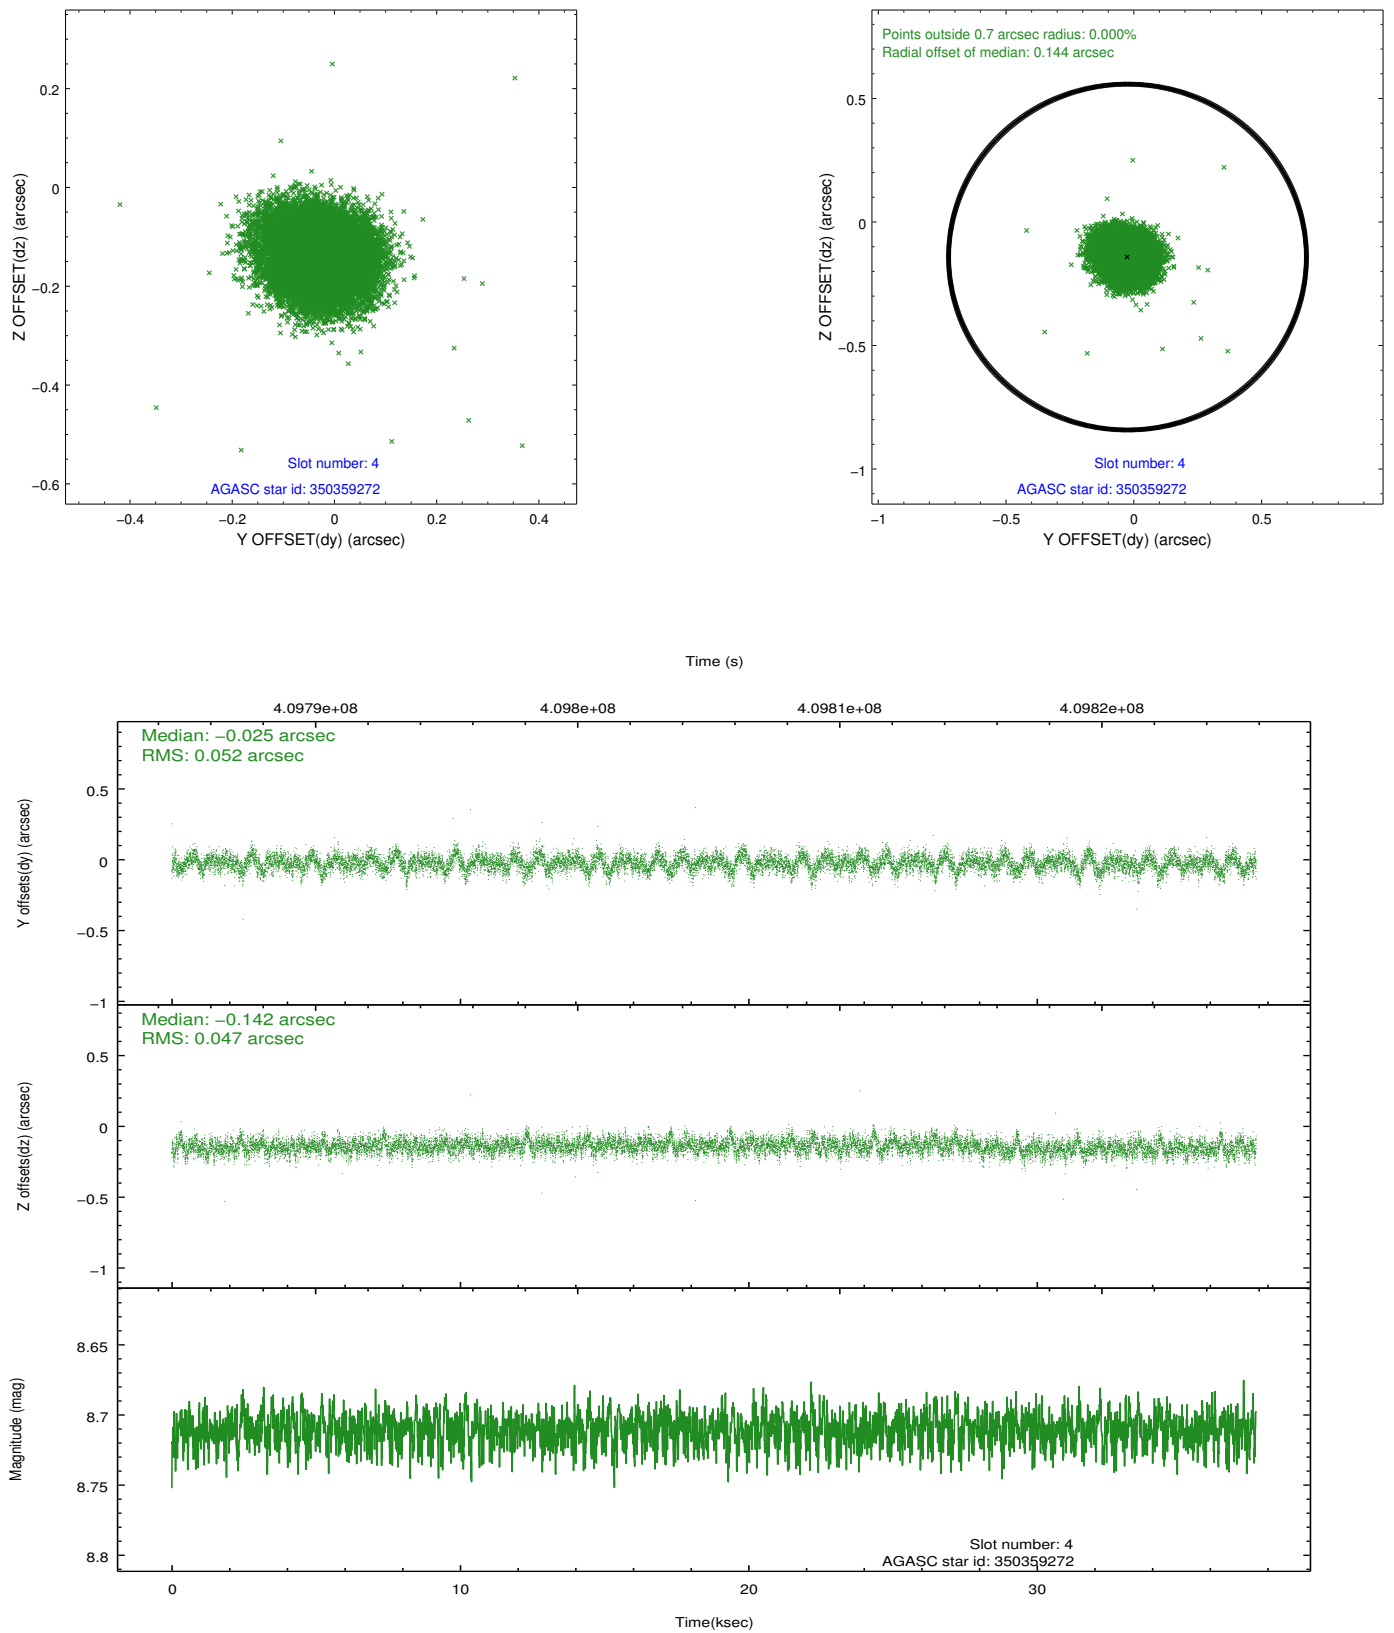 0.2
0
−0.2
−0.4
−0.6
Z OFFSET(dz) (arcsec)
Slot number: 4
AGASC star id: 350359272
−0.4
−0.2
0
0.2
0.4
Y OFFSET(dy) (arcsec)
Points outside 0.7 arcsec radius: 0.000%
Radial offset of median: 0.144 arcsec
0.5
0
−0.5
−1
Z OFFSET(dz) (arcsec)
Slot number: 4
AGASC star id: 350359272
−1
−0.5
0
0.5
Y OFFSET(dy) (arcsec)
Time (s)
4.0979e+08
4.098e+08
4.0981e+08
4.0982e+08
Median: −0.025 arcsec
RMS: 0.052 arcsec
0.5
0
−0.5
−1
Y offsets(dy) (arcsec)
Median: −0.142 arcsec
RMS: 0.047 arcsec
0.5
0
−0.5
−1
Z offsets(dz) (arcsec)
8.65
8.7
8.75
8.8
Magnitude (mag)
Slot number: 4
AGASC star id: 350359272
0
10
20
30
Time(ksec)